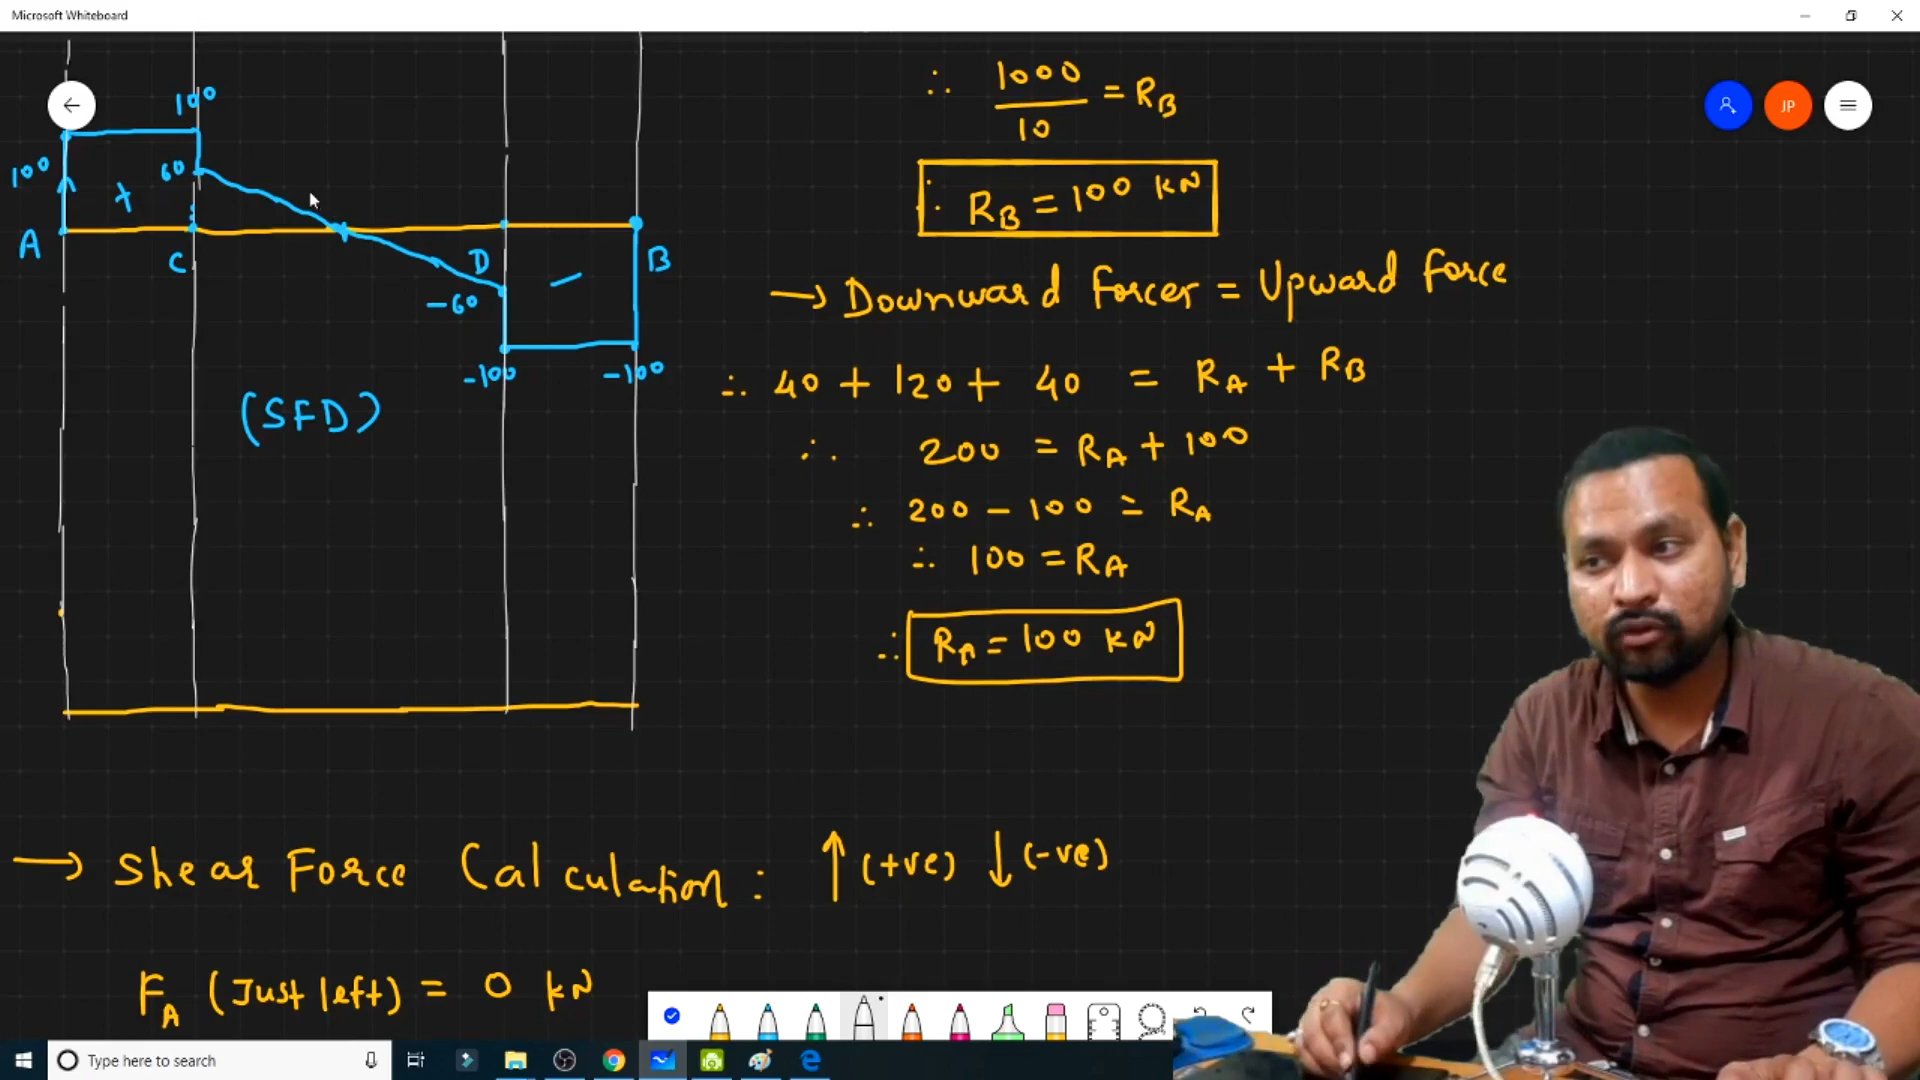 Microsoft Whiteboard
100
100
60
+
A
C
D
B
-60
–
-100
-100
(SFD)
∴ 1000/10 = RB
∴ RB = 100 kN
→ Downward Forces = Upward force
∴ 40 + 120 + 40 = RA + RB
∴ 200 = RA + 100
∴ 200 - 100 = RA
∴ 100 = RA
∴ RA = 100 kN
→ Shear Force Calculation : ↑ (+ve) ↓ (-ve)
FA (Just left) = 0 kN
JP
Type here to search